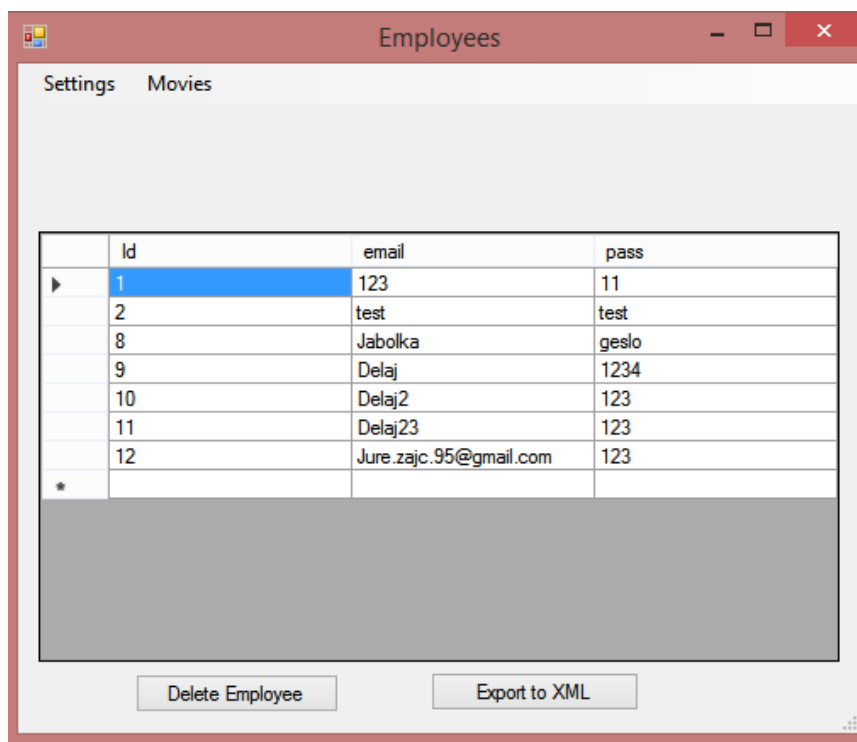 Employees
Settings Movies
Id email pass
1 123 11
2 test test
8 Jabolka geslo
9 Delaj 1234
10 Delaj2 123
11 Delaj23 123
12 Jure.zajc.95@gmail.com 123
Delete Employee Export to XML